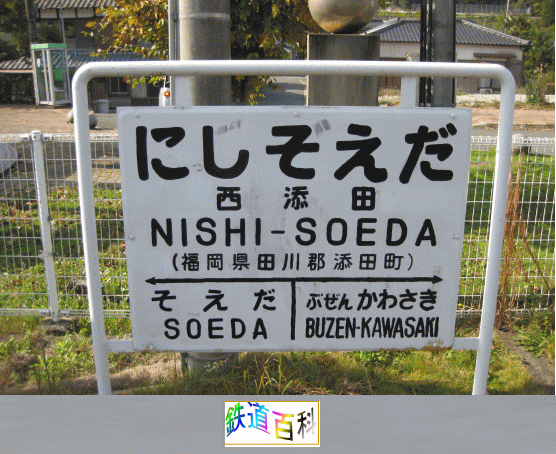 にしぞえだ
西添田
NISHI-SOEDA
(福岡県田川郡添田町)
そえだ ぶぜんかわさき
SOEDA BUZEN-KAWASAKI
鉄道百科